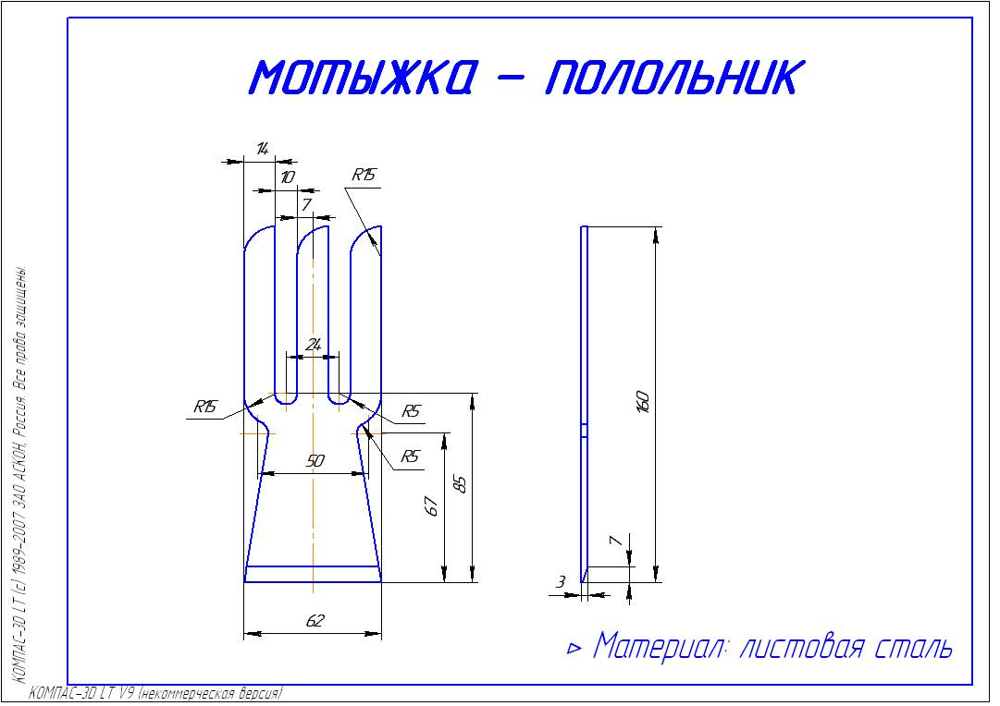 МОТЫЖКА – ПОЛОЛЬНИК
14
10
7
R15
24
R15
R5
R5
50
67
85
62
160
7
3
Материал: листовая сталь
КОМПАС-3D LT (с) 1989-2007 ЗАО АСКОН, Россия. Все права защищены.
КОМПАС-3D LT V9 (некоммерческая версия)